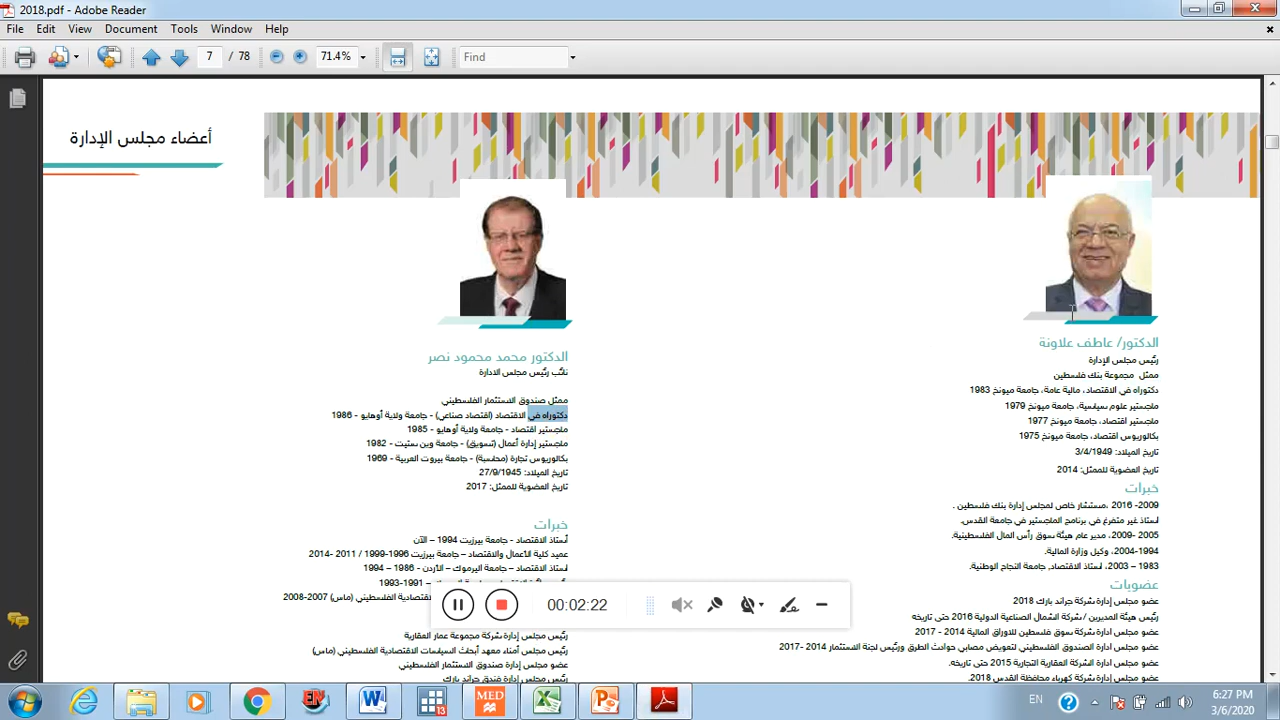 2018.pdf - Adobe Reader
File Edit View Document Tools Window Help
7 / 78 71.4% Find
أعضاء مجلس الإدارة
الدكتور/ عاطف علاونة
رئيس مجلس الإدارة
ممثل مجموعة بنك فلسطين
دكتوراه في الاقتصاد، مالية عامة، جامعة ميونخ 1983
ماجستير علوم سياسية، جامعة ميونخ 1979
ماجستير اقتصاد، جامعة ميونخ 1977
بكالوريوس اقتصاد، جامعة ميونخ 1975
تاريخ الميلاد: 3/4/1949
تاريخ العضوية للممثل: 2014
خبرات
2009- 2016 ،مستشار خاص لمجلس إدارة بنك فلسطين .
استاذ غير متفرغ في برنامج الماجستير في جامعة القدس.
2005 -2009، مدير عام هيئة سوق رأس المال الفلسطينية.
1994-2004، وكيل وزارة المالية.
1983 – 2003، استاذ الاقتصاد, جامعة النجاح الوطنية.
عضويات
عضو مجلس إدارة شركة جراند بارك 2018
رئيس هيئة المديرين / شركة الشمال الصناعية الدولية 2016 حتى تاريخه
عضو مجلس ادارة شركة سوق فلسطين للاوراق المالية 2014 - 2017
عضو مجلس ادارة الصندوق الفلسطيني لتعويض مصابي حوادث الطرق ورئيس لجنة الاستثمار 2014 -2017
عضو مجلس ادارة الشركة العقارية التجارية 2015 حتى تاريخه.
عضو مجلس ادارة شركة كهرباء محافظة القدس 2018.
الدكتور محمد محمود نصر
نائب رئيس مجلس الادارة
ممثل صندوق الاستثمار الفلسطيني
دكتوراه في الاقتصاد (اقتصاد صناعي) - جامعة ولاية أوهايو - 1986
ماجستير اقتصاد - جامعة ولاية أوهايو - 1985
ماجستير إدارة أعمال (تسويق) - جامعة وين ستيت - 1982
بكالوريوس تجارة (محاسبة) - جامعة بيروت العربية - 1969
تاريخ الميلاد: 27/9/1945
تاريخ العضوية للممثل: 2017
خبرات
أستاذ الاقتصاد - جامعة بيرزيت 1994 – الآن
عميد كلية الأعمال والاقتصاد – جامعة بيرزيت 1996-1999 / 2011 -2014
استاذ الاقتصاد – جامعة اليرموك – الأردن - 1986 – 1994
1991-1993
الاقتصادية الفلسطيني (ماس) 2007-2008
رئيس مجلس إدارة شركة مجموعة عمار العقارية
رئيس مجلس أمناء معهد أبحاث السياسات الاقتصادية الفلسطيني (ماس)
عضو مجلس إدارة صندوق الاستثمار الفلسطيني
عضو مجلس إدارة فندق جراند بارك
00:02:22
13 MED EN 6:27 PM
3/6/2020